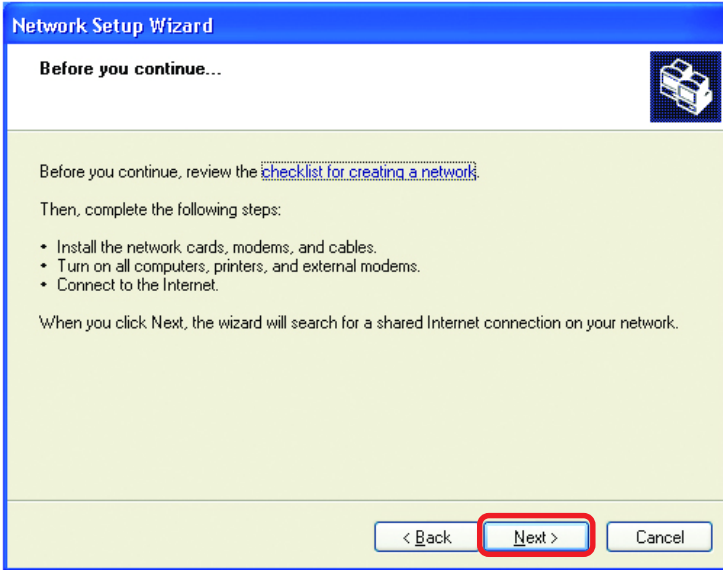 Network Setup Wizard
Before you continue...
Before you continue, review the checklist for creating a network.
Then, complete the following steps:
• Install the network cards, modems, and cables.
• Turn on all computers, printers, and external modems.
• Connect to the Internet.
When you click Next, the wizard will search for a shared Internet connection on your network.
< Back Next > Cancel